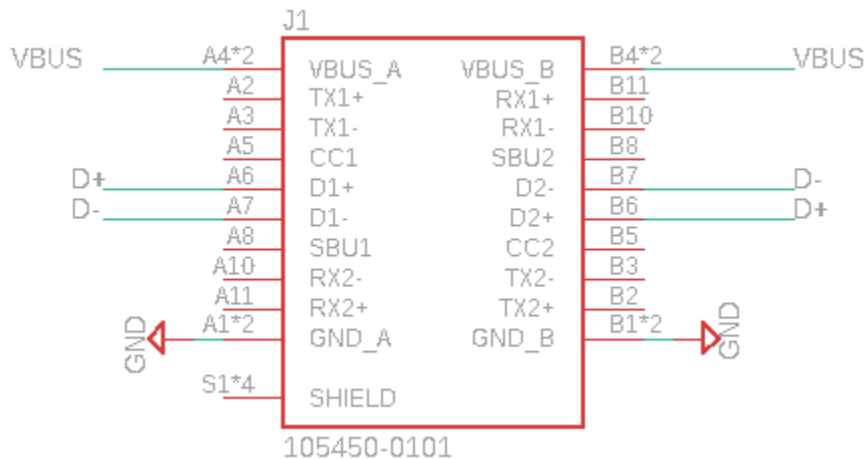 J1
VBUS A4*2 VBUS_A VBUS_B B4*2 VBUS
A2 TX1+ RX1+ B11
A3 TX1- RX1- B10
A5 CC1 SBU2 B8
D+ A6 D1+ D2- B7 D-
D- A7 D1- D2+ B6 D+
A8 SBU1 CC2 B5
A10 RX2- TX2- B3
A11 RX2+ TX2+ B2
GND A1*2 GND_A GND_B B1*2 GND
S1*4 SHIELD
105450-0101